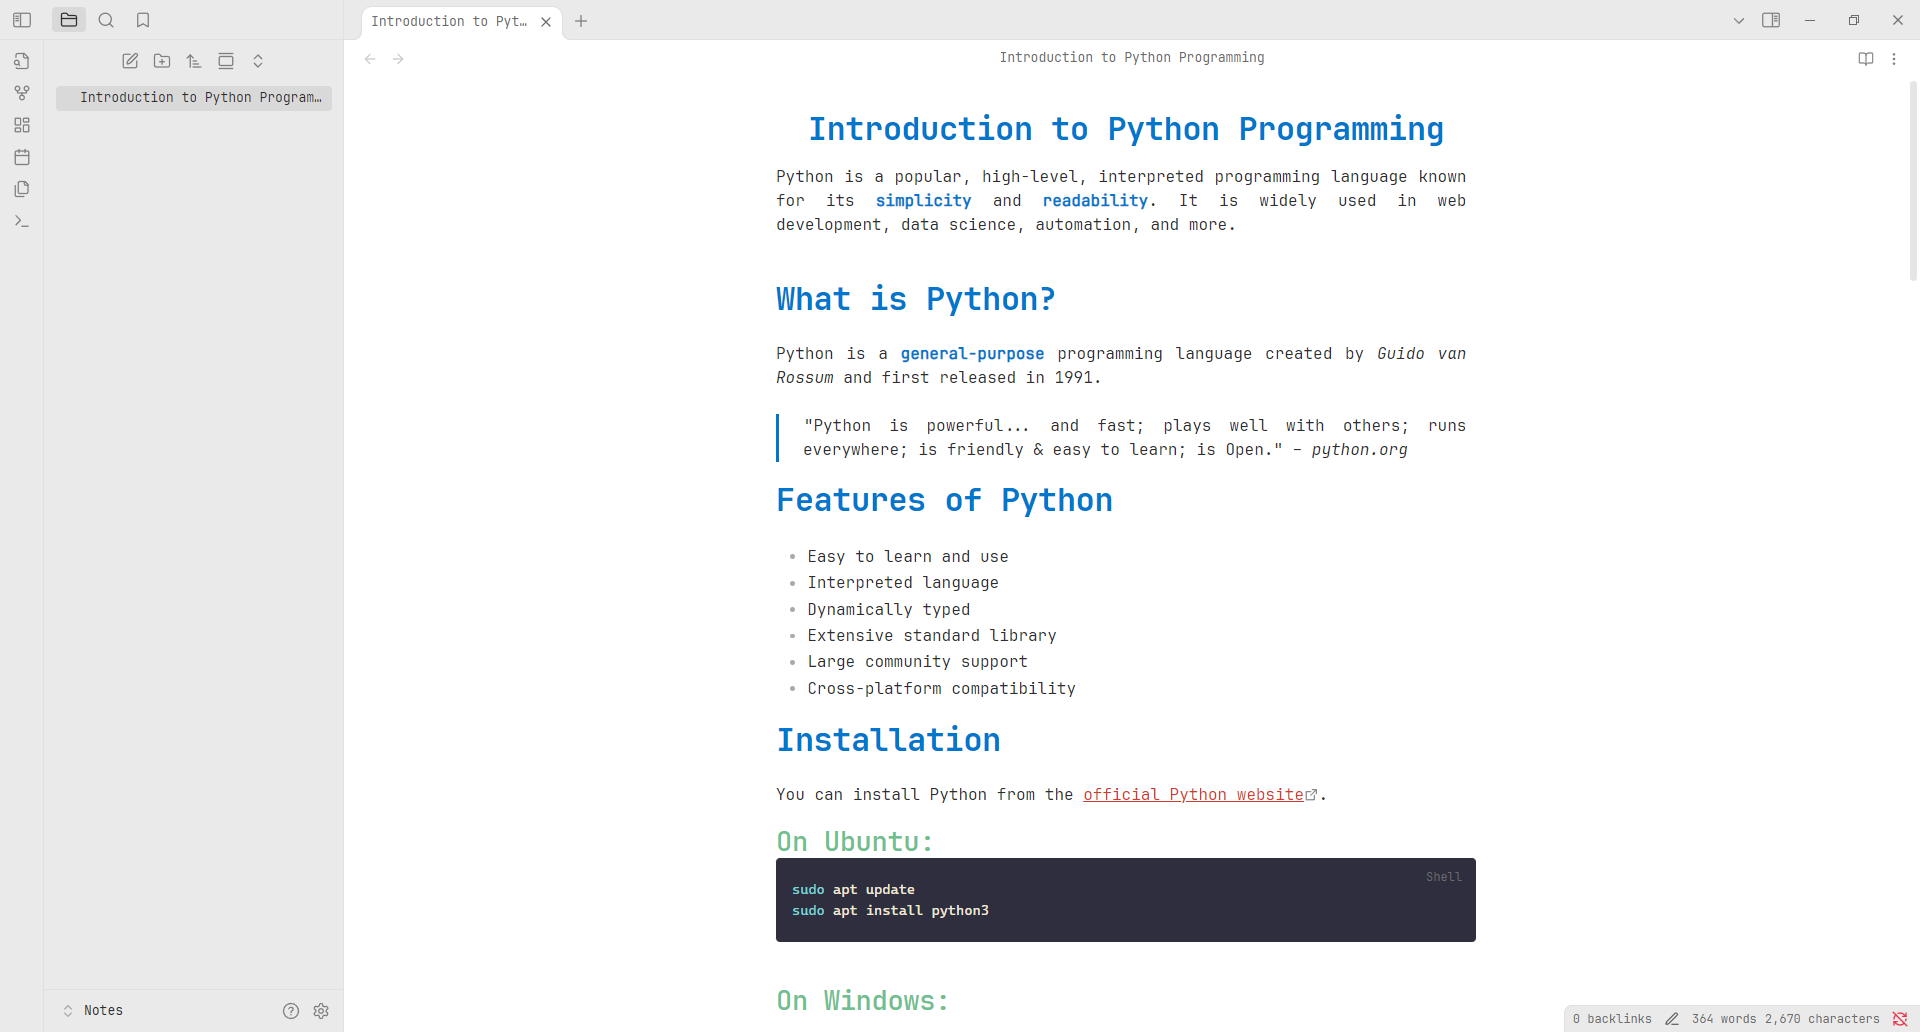 Introduction to Pyt…
Introduction to Python Program…
Introduction to Python Programming
Introduction to Python Programming
Python is a popular, high-level, interpreted programming language known
for its simplicity and readability. It is widely used in web
development, data science, automation, and more.
What is Python?
Python is a general-purpose programming language created by Guido van
Rossum and first released in 1991.
"Python is powerful... and fast; plays well with others; runs
everywhere; is friendly & easy to learn; is Open." – python.org
Features of Python
Easy to learn and use
Interpreted language
Dynamically typed
Extensive standard library
Large community support
Cross-platform compatibility
Installation
You can install Python from the official Python website.
On Ubuntu:
Shell
sudo apt update
sudo apt install python3
On Windows:
Notes
0 backlinks 364 words 2,670 characters